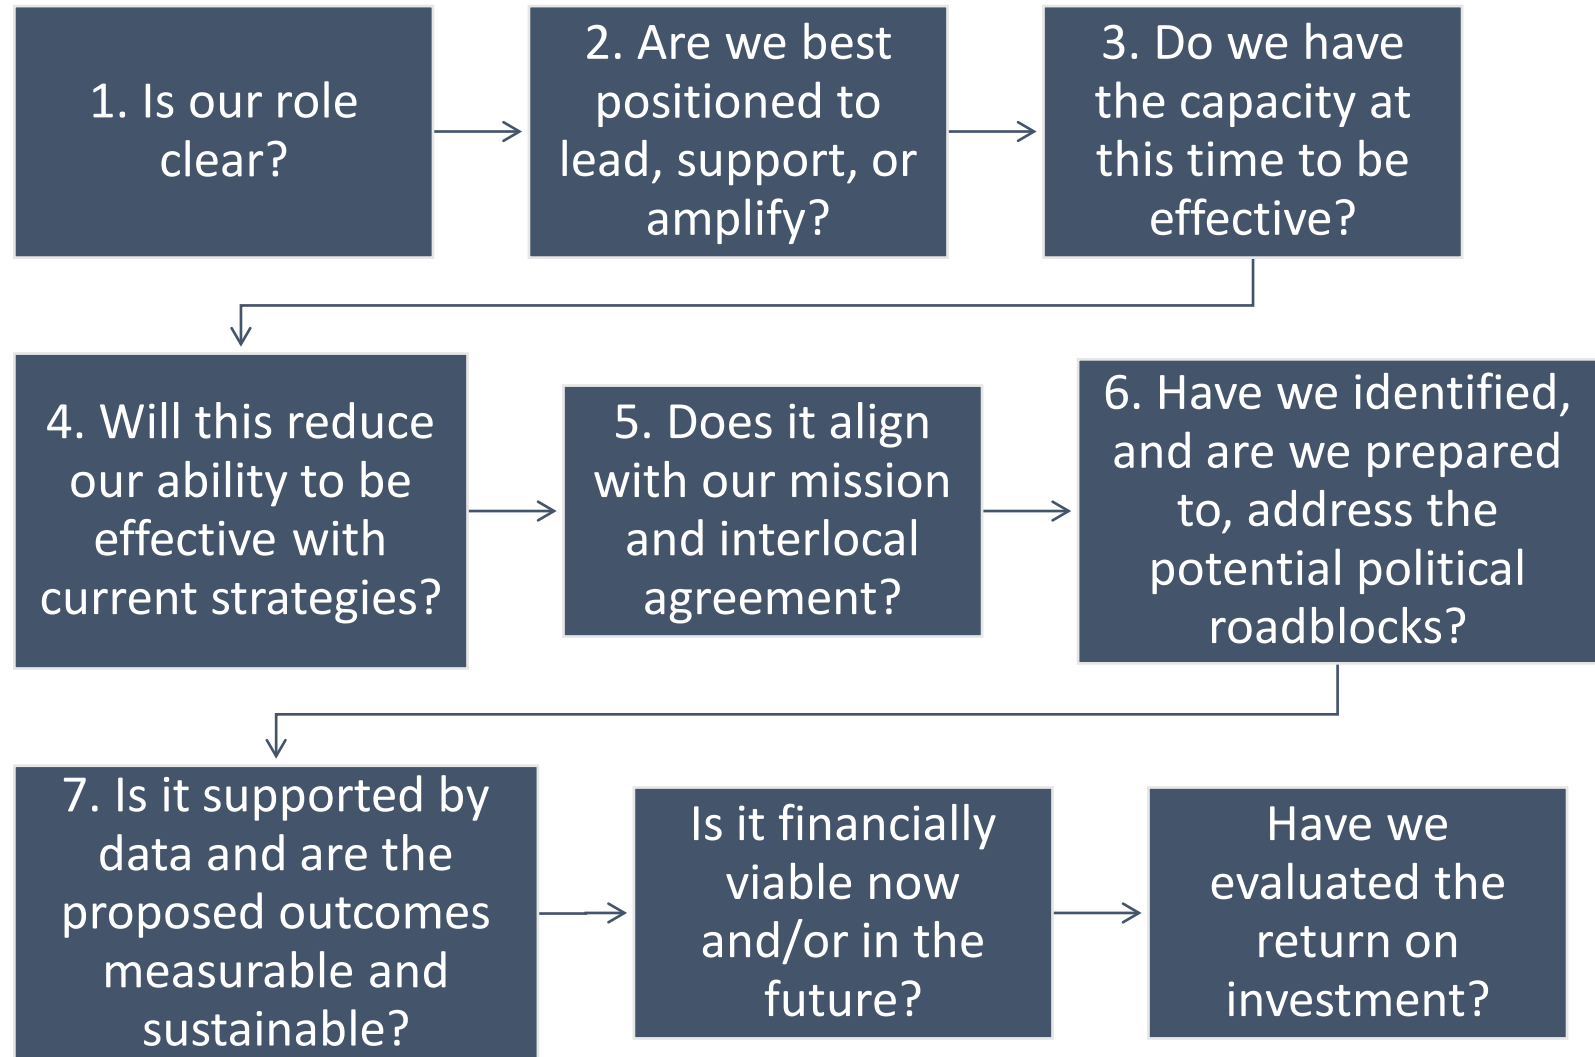 1. Is our role
clear?
2. Are we best
positioned to
lead, support, or
amplify?
3. Do we have
the capacity at
this time to be
effective?
4. Will this reduce
our ability to be
effective with
current strategies?
5. Does it align
with our mission
and interlocal
agreement?
6. Have we identified,
and are we prepared
to, address the
potential political
roadblocks?
7. Is it supported by
data and are the
proposed outcomes
measurable and
sustainable?
Is it financially
viable now
and/or in the
future?
Have we
evaluated the
return on
investment?